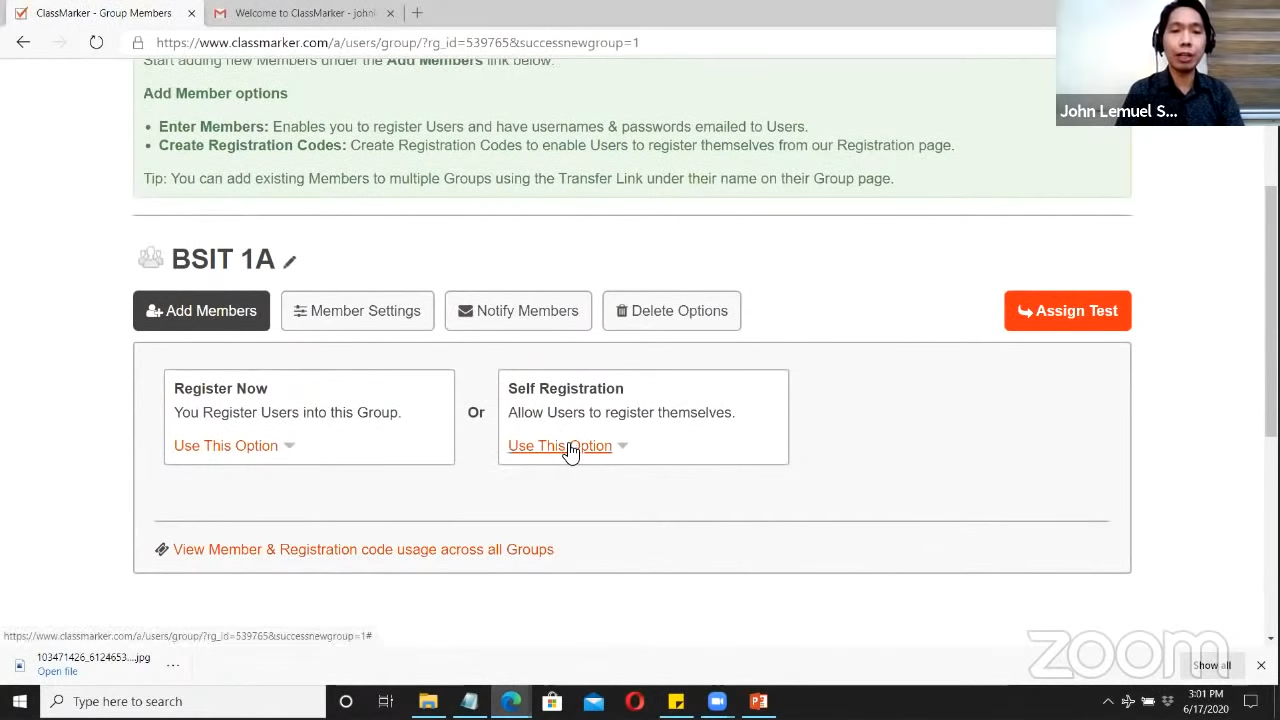 ClassMarker - Group Members
Welcome to ClassMarker - johnl
https://www.classmarker.com/a/users/group/?rg_id=539765&successnewgroup=1
Start adding new Members under the Add Members link below.
Add Member options
• Enter Members: Enables you to register Users and have usernames & passwords emailed to Users.
• Create Registration Codes: Create Registration Codes to enable Users to register themselves from our Registration page.
Tip: You can add existing Members to multiple Groups using the Transfer Link under their name on their Group page.
John Lemuel S...
BSIT 1A
Add Members
Member Settings
Notify Members
Delete Options
Assign Test
Register Now
You Register Users into this Group.
Use This Option
Or
Self Registration
Allow Users to register themselves.
Use This Option
View Member & Registration code usage across all Groups
https://www.classmarker.com/a/users/group/?rg_id=539765&successnewgroup=1#
zoom
103471426_6124653....jpg
Open file
...
Show all
Type here to search
3:01 PM
6/17/2020